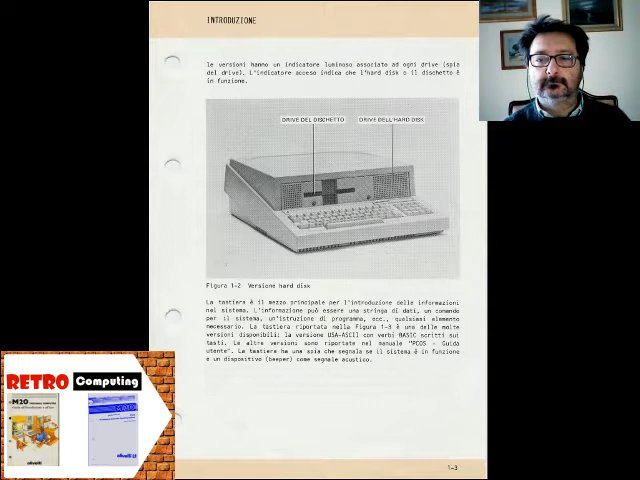 INTRODUZIONE
le versioni hanno un indicatore luminoso associato ad ogni drive (spia
del drive). L'indicatore acceso indica che l'hard disk o il dischetto è
in funzione.
DRIVE DEL DISCHETTO DRIVE DELL'HARD DISK
Figura 1-2 Versione hard disk
La tastiera è il mezzo principale per l'introduzione delle informazioni
nel sistema. L'informazione può essere una stringa di dati, un comando
per il sistema, un'istruzione di programma, ecc., qualsiasi elemento
necessario. La tastiera riportata nella Figura 1-3 è una delle molte
versioni disponibili: la versione USA-ASCII con verbi BASIC scritti sui
tasti. Le altre versioni sono riportate nel manuale "PCOS - Guida
utente". La tastiera ha una spia che segnala se il sistema è in funzione
e un dispositivo (beeper) come segnale acustico.
1-3
RETRO Computing
M20
olivetti
M20
olivetti